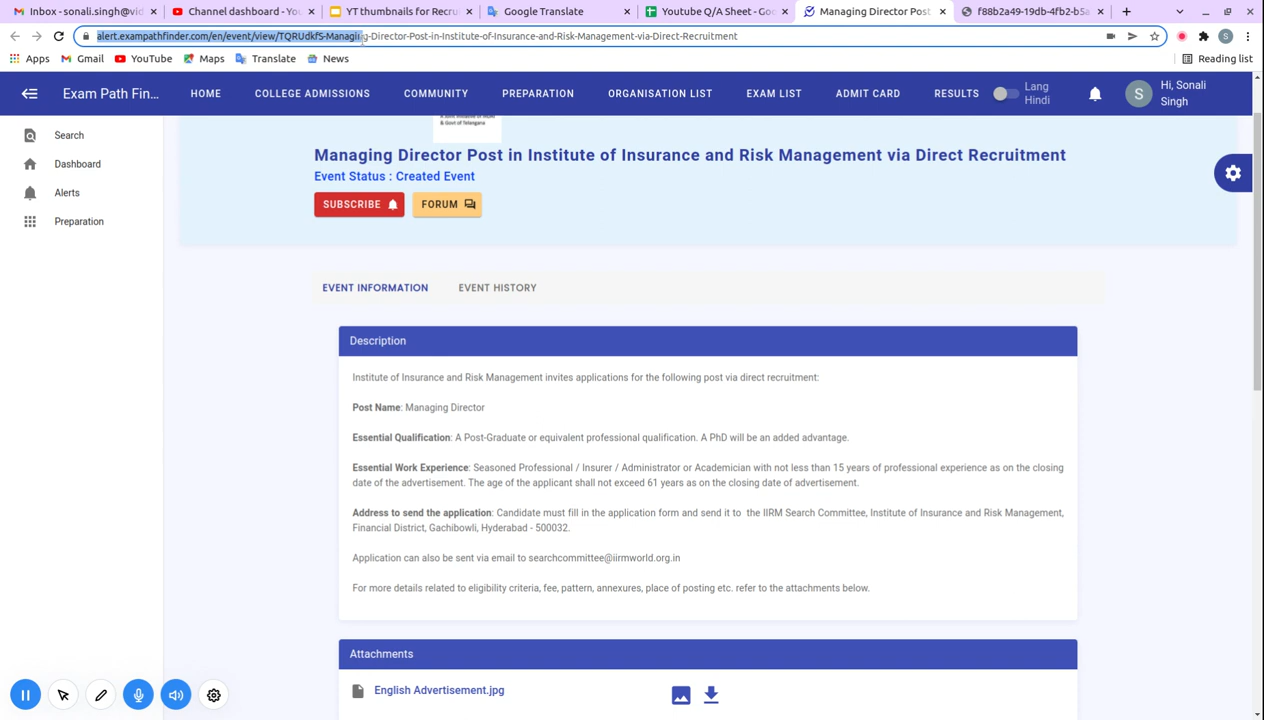 Inbox - sonali.singh@vid
Channel dashboard - You
YT thumbnails for Recru
Google Translate
Youtube Q/A Sheet - Goo
Managing Director Post
f88b2a49-19db-4fb2-b5a
alert.exampathfinder.com/en/event/view/TQRUdkfS-Managing-Director-Post-in-Institute-of-Insurance-and-Risk-Management-via-Direct-Recruitment
S
Apps
Gmail
YouTube
Maps
Translate
News
Reading list
Exam Path Fin...
HOME
COLLEGE ADMISSIONS
COMMUNITY
PREPARATION
ORGANISATION LIST
EXAM LIST
ADMIT CARD
RESULTS
Lang
Hindi
S
Hi, Sonali
Singh
Search
Dashboard
Alerts
Preparation
& Govt of Telangana
Managing Director Post in Institute of Insurance and Risk Management via Direct Recruitment
Event Status : Created Event
SUBSCRIBE
FORUM
EVENT INFORMATION
EVENT HISTORY
Description
Institute of Insurance and Risk Management invites applications for the following post via direct recruitment:
Post Name: Managing Director
Essential Qualification: A Post-Graduate or equivalent professional qualification. A PhD will be an added advantage.
Essential Work Experience: Seasoned Professional / Insurer / Administrator or Academician with not less than 15 years of professional experience as on the closing
date of the advertisement. The age of the applicant shall not exceed 61 years as on the closing date of advertisement.
Address to send the application: Candidate must fill in the application form and send it to the IIRM Search Committee, Institute of Insurance and Risk Management,
Financial District, Gachibowli, Hyderabad - 500032.
Application can also be sent via email to searchcommittee@iirmworld.org.in
For more details related to eligibility criteria, fee, pattern, annexures, place of posting etc. refer to the attachments below.
Attachments
English Advertisement.jpg